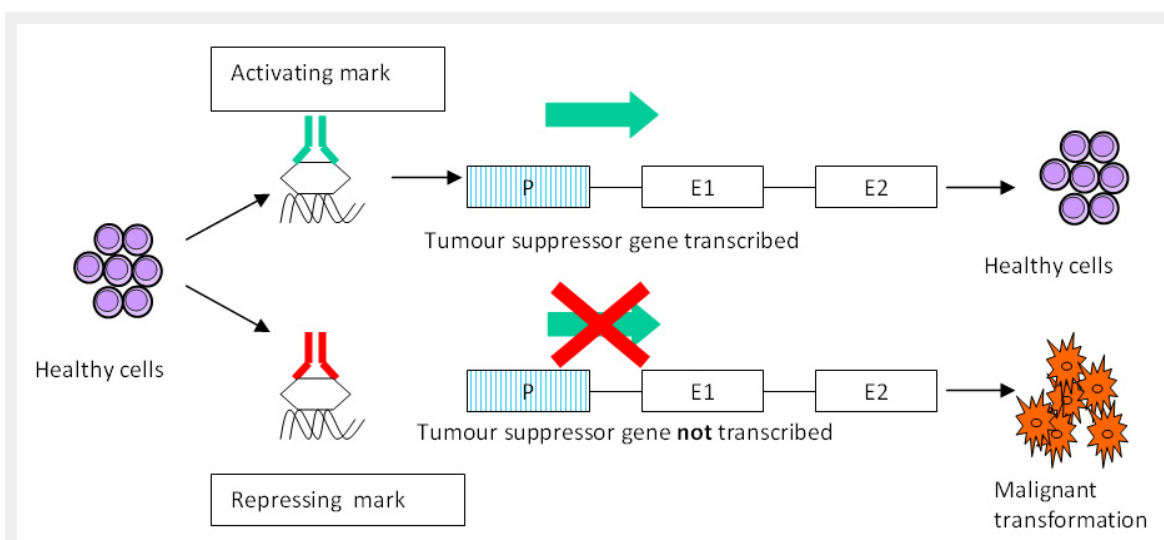 Activating mark
P
E1
E2
Tumour suppressor gene transcribed
Healthy cells
Healthy cells
P
E1
E2
Tumour suppressor gene not transcribed
Repressing mark
Malignant
transformation